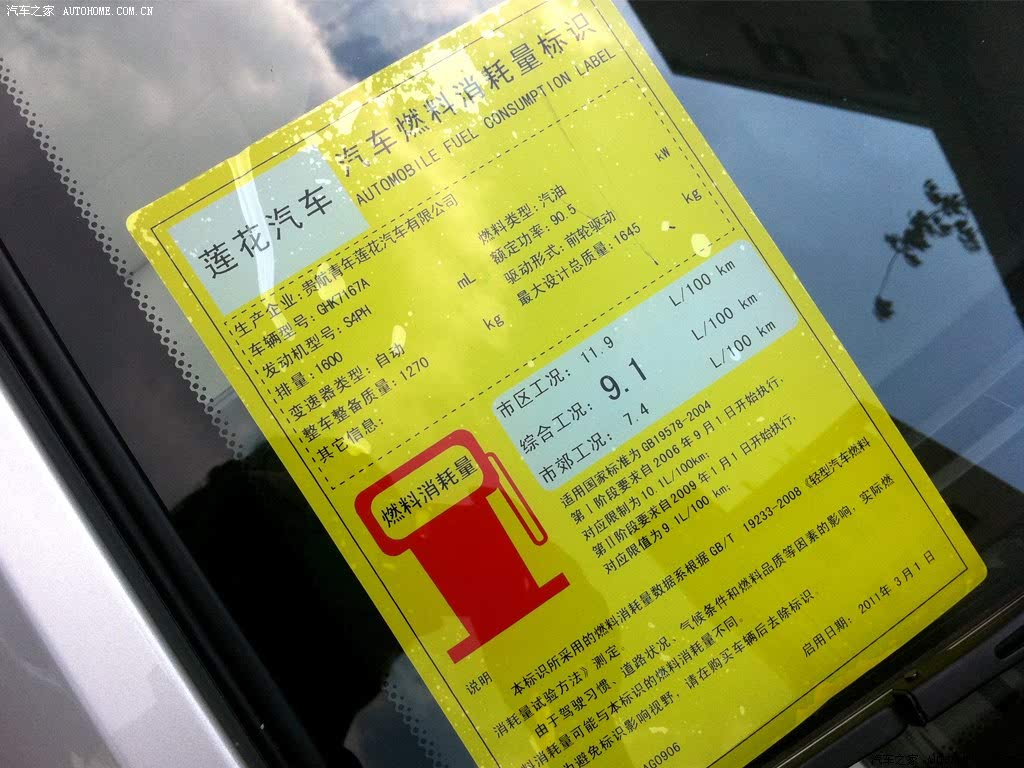 汽车之家 AUTOHOME.COM.CN
莲花汽车
汽车燃料消耗量标识
AUTOMOBILE FUEL CONSUMPTION LABEL
生产企业:贵航青年莲花汽车有限公司
车辆型号:GHK7167A
发动机型号:S4PH
排量:1600 mL
变速器类型:自动
整车整备质量:1270 kg
其它信息:
燃料类型:汽油
额定功率:90.5 kW
驱动形式:前轮驱动
最大设计总质量:1645 kg
市区工况: 11.9 L/100 km
综合工况: 9.1 L/100 km
市郊工况: 7.4 L/100 km
燃料消耗量
适用国家标准为GB19578-2004
第Ⅰ阶段要求自2006年9月1日开始执行,
对应限制为10.1L/100km;
第Ⅱ阶段要求自2009年1月1日开始执行,
对应限值为9.1L/100 km.
说明
本标识所采用的燃料消耗量数据系根据GB/T 19233-2008《轻型汽车燃料
消耗量试验方法》测定。
由于驾驶习惯、道路状况、气候条件和燃料品质等因素的影响,实际燃
料消耗量可能与本标识的燃料消耗量不同。
为避免标识影响视野,请在购买车辆后去除标识.
AG0906
启用日期: 2011年3月1日
汽车之家 AUTOHOME.COM.CN